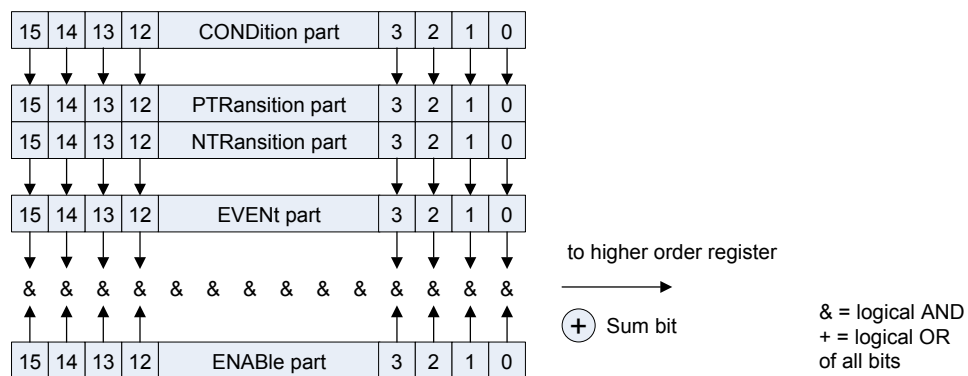 15 14 13 12 CONDition part 3 2 1 0
15 14 13 12 PTRansition part 3 2 1 0
15 14 13 12 NTRansition part 3 2 1 0
15 14 13 12 EVENt part 3 2 1 0
to higher order register
& & & & & & & & & & & & & &
+ Sum bit
& = logical AND
+ = logical OR
of all bits
15 14 13 12 ENABle part 3 2 1 0